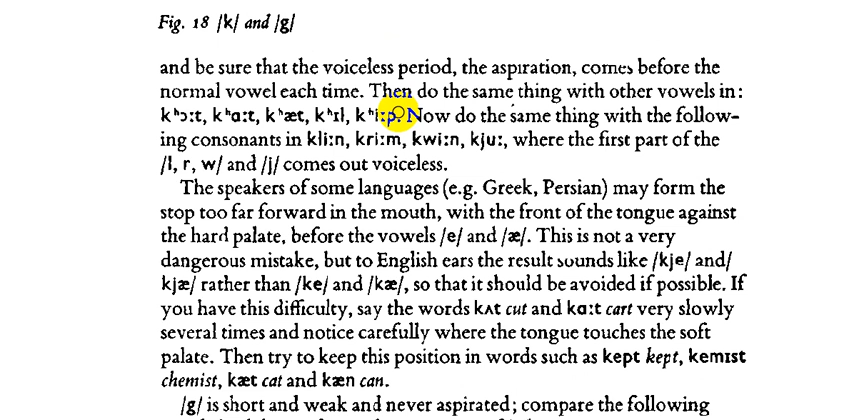 Fig. 18 /k/ and /g/
and be sure that the voiceless period, the aspiration, comes before the
normal vowel each time. Then do the same thing with other vowels in:
kʰɔːt, kʰɑːt, kʰæt, kʰɪl, kʰiːp. Now do the same thing with the follow-
ing consonants in kliːn, kriːm, kwiːn, kjuː, where the first part of the
/l, r, w/ and /j/ comes out voiceless.
The speakers of some languages (e.g. Greek, Persian) may form the
stop too far forward in the mouth, with the front of the tongue against
the hard palate, before the vowels /e/ and /æ/. This is not a very
dangerous mistake, but to English ears the result sounds like /kje/ and/
kjæ/ rather than /ke/ and /kæ/, so that it should be avoided if possible. If
you have this difficulty, say the words kʌt cut and kɑːt cart very slowly
several times and notice carefully where the tongue touches the soft
palate. Then try to keep this position in words such as kept kept, kemɪst
chemist, kæt cat and kæn can.
/g/ is short and weak and never aspirated; compare the following